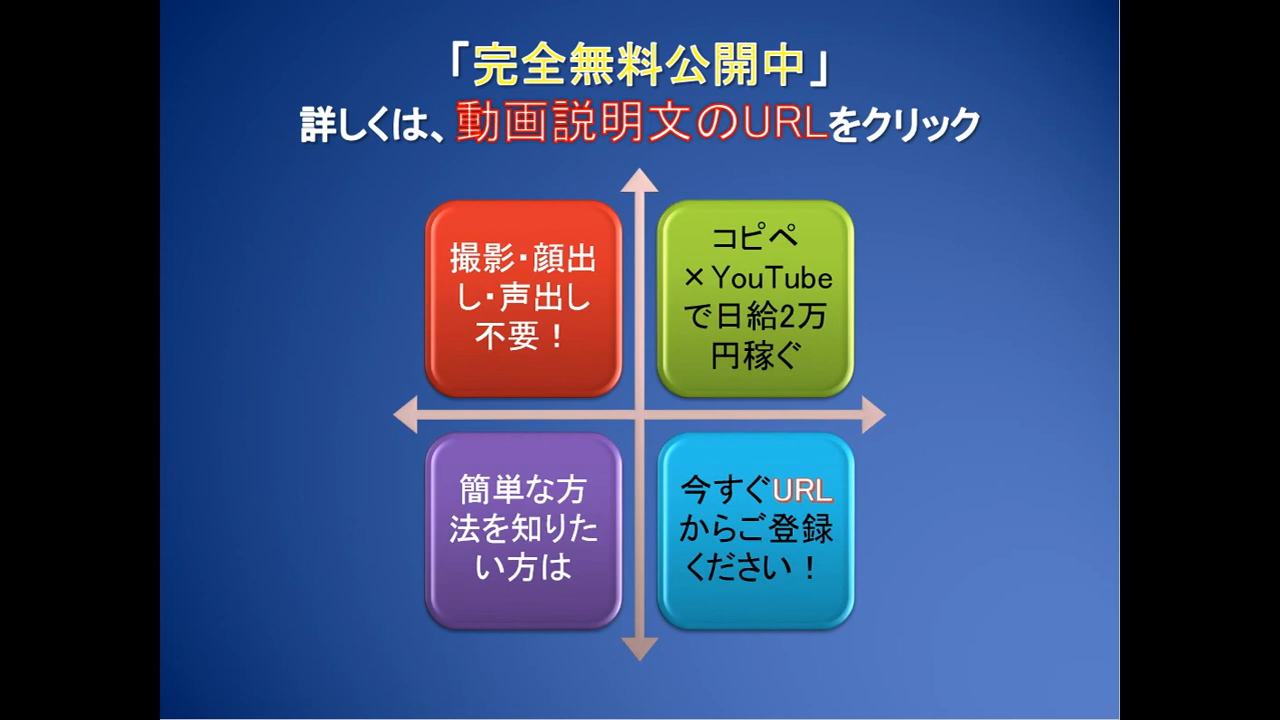 「完全無料公開中」
詳しくは、動画説明文のURLをクリック
撮影・顔出
し・声出し
不要！
コピペ
×YouTube
で日給2万
円稼ぐ
簡単な方
法を知りた
い方は
今すぐURL
からご登録
ください！